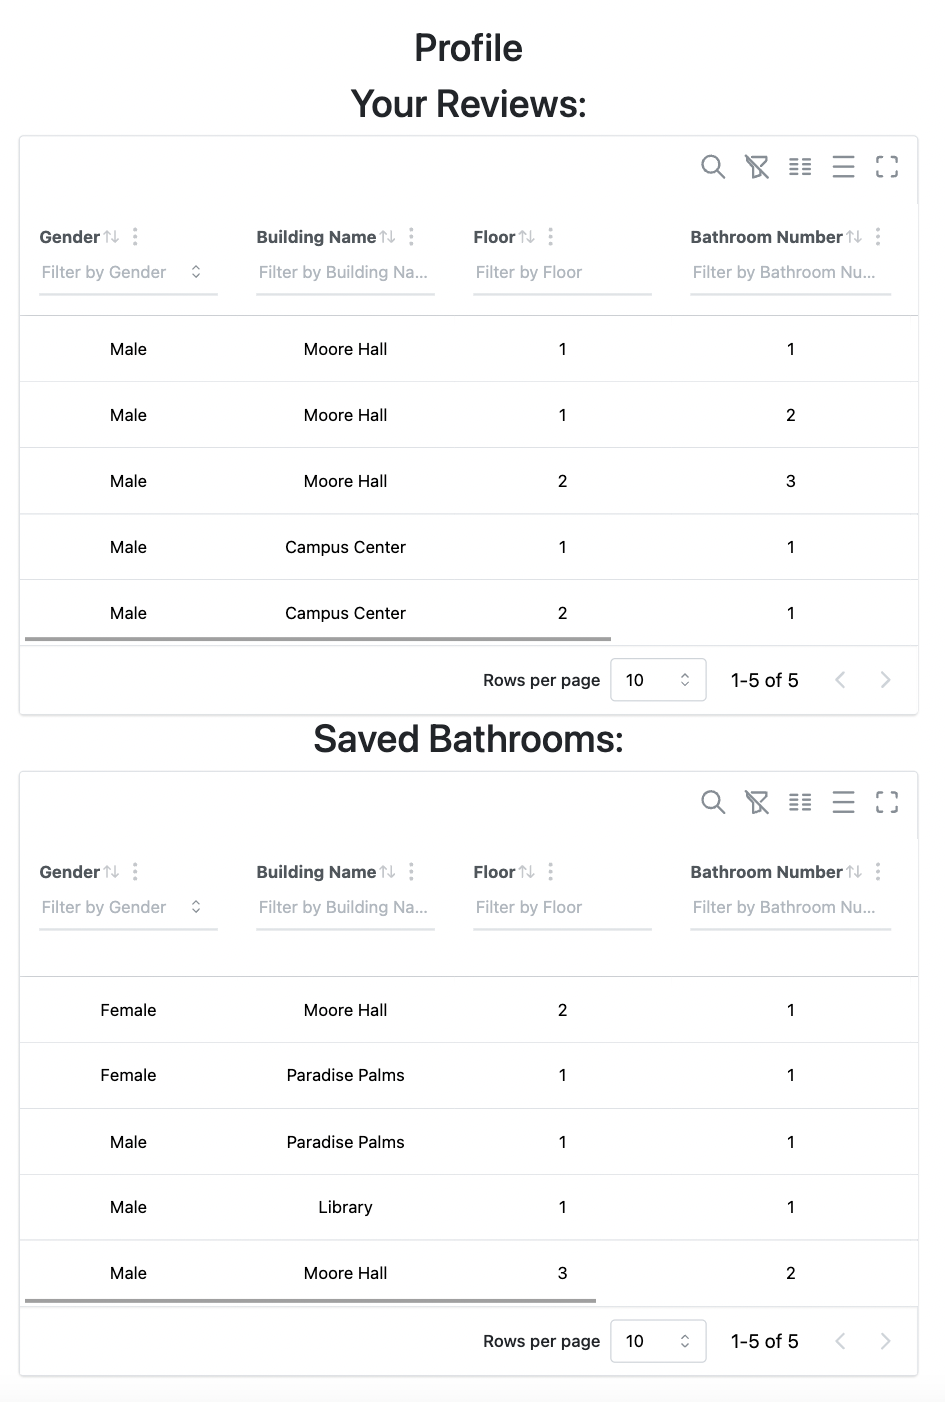 Profile
Your Reviews:
Gender Building Name Floor Bathroom Number
Filter by Gender Filter by Building Na... Filter by Floor Filter by Bathroom Nu...
Male Moore Hall 1 1
Male Moore Hall 1 2
Male Moore Hall 2 3
Male Campus Center 1 1
Male Campus Center 2 1
Rows per page 10 1-5 of 5
Saved Bathrooms:
Gender Building Name Floor Bathroom Number
Filter by Gender Filter by Building Na... Filter by Floor Filter by Bathroom Nu...
Female Moore Hall 2 1
Female Paradise Palms 1 1
Male Paradise Palms 1 1
Male Library 1 1
Male Moore Hall 3 2
Rows per page 10 1-5 of 5